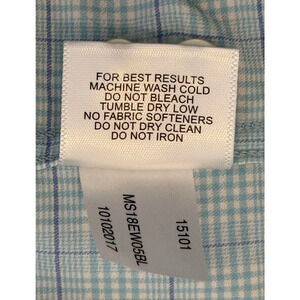 FOR BEST RESULTS
MACHINE WASH COLD
DO NOT BLEACH
TUMBLE DRY LOW
NO FABRIC SOFTENERS
DO NOT DRY CLEAN
DO NOT IRON
15101
MS18EW05BL
10102017